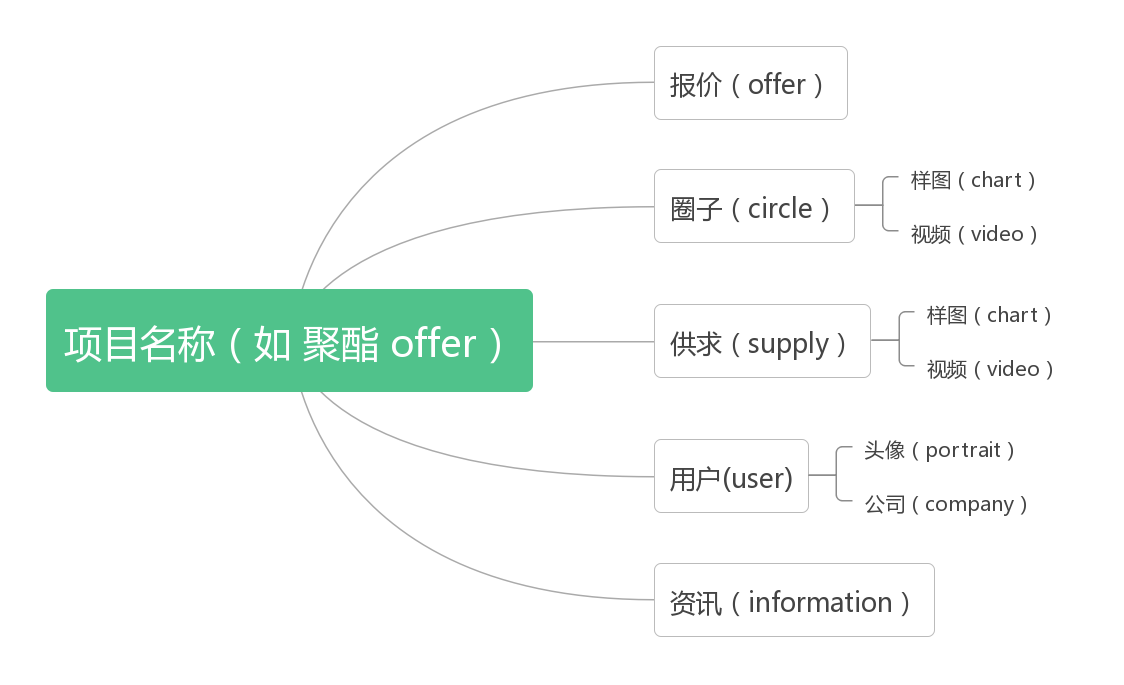 报价（offer）
圈子（circle）
样图（chart）
视频（video）
项目名称（如 聚酯 offer）
供求（supply）
样图（chart）
视频（video）
用户(user)
头像（portrait）
公司（company）
资讯（information）